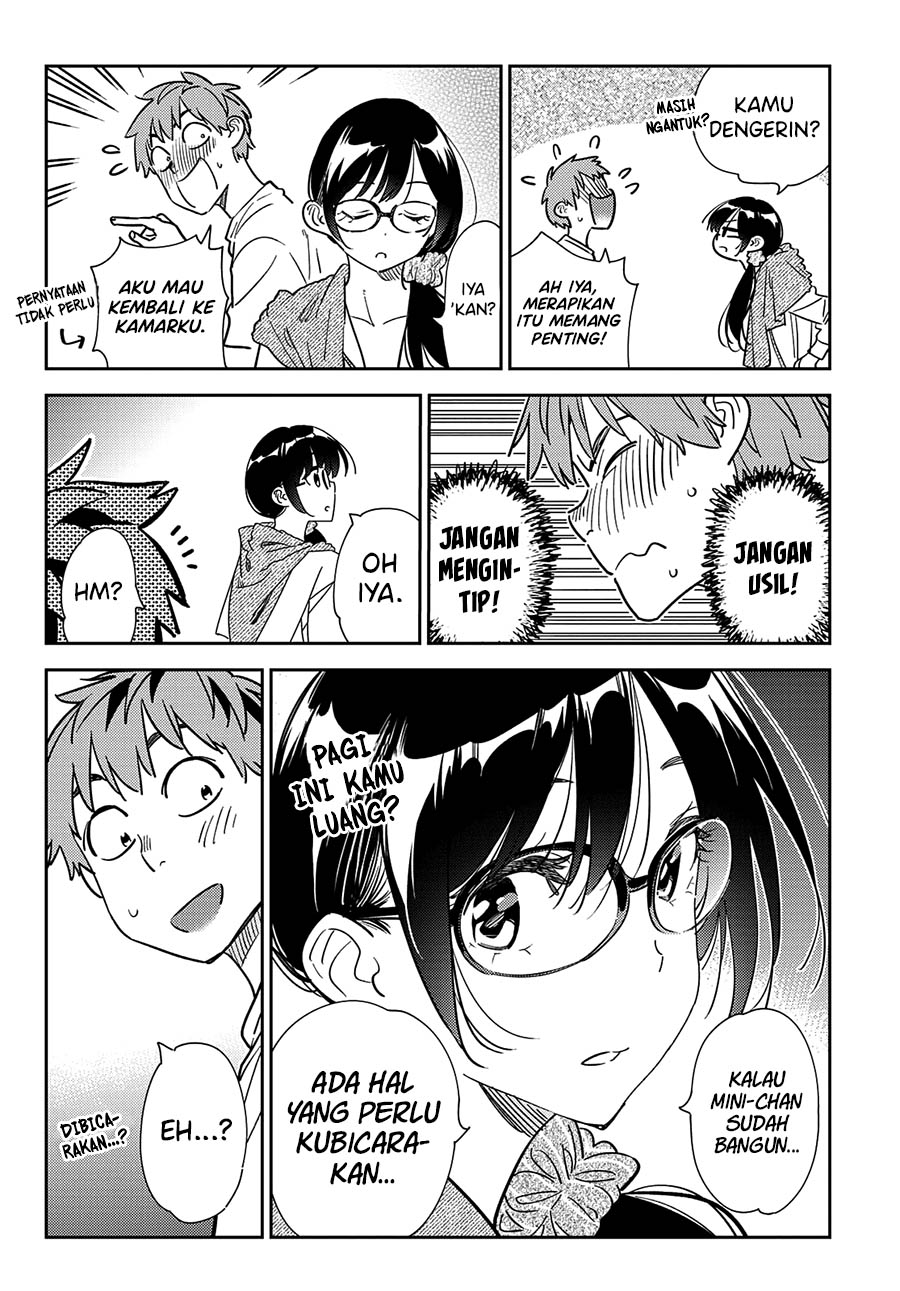 KAMU
DENGERIN?
MASIH
NGANTUK?
AH IYA,
MERAPIKAN
ITU MEMANG
PENTING!
IYA
'KAN?
AKU MAU
KEMBALI KE
KAMARKU.
PERNYATAAN
TIDAK PERLU
JANGAN
USIL!
JANGAN
MENGIN-
TIP!
OH
IYA.
HM?
KALAU
MINI-CHAN
SUDAH
BANGUN...
PAGI
INI KAMU
LUANG?
ADA HAL
YANG PERLU
KUBICARA-
KAN...
EH...?
DIBICA-
RAKAN...?